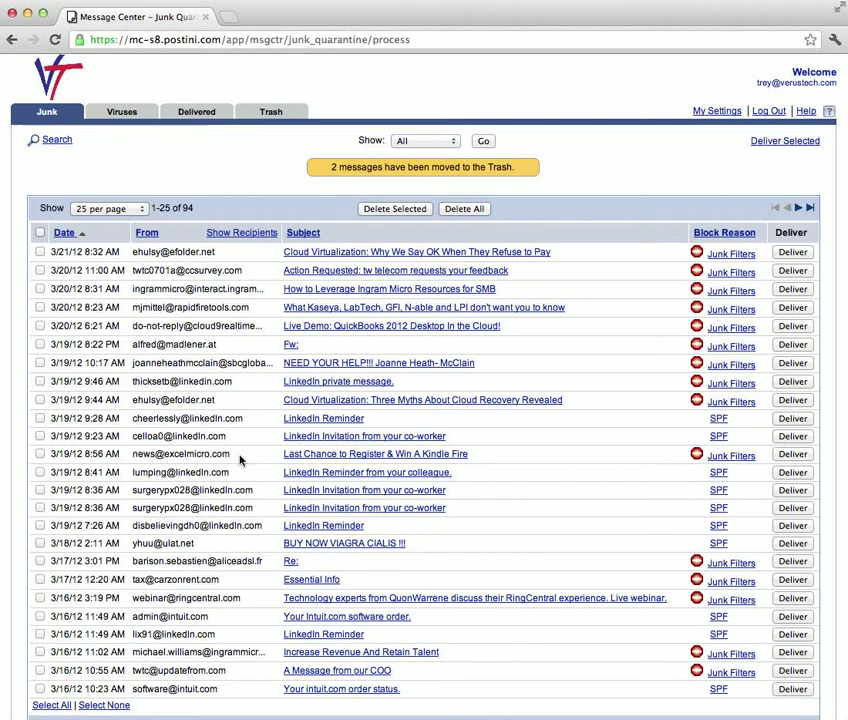 Message Center – Junk Quar
https://mc-s8.postini.com/app/msgctr/junk_quarantine/process
VT
Welcome
trey@verustech.com
Junk Viruses Delivered Trash
My Settings | Log Out | Help ?
Search
Show: All Go
Deliver Selected
2 messages have been moved to the Trash.
Show 25 per page 1-25 of 94 Delete Selected Delete All
Date From Show Recipients Subject Block Reason Deliver
3/21/12 8:32 AM ehulsy@efolder.net Cloud Virtualization: Why We Say OK When They Refuse to Pay Junk Filters Deliver
3/20/12 11:00 AM twtc0701a@ccsurvey.com Action Requested: tw telecom requests your feedback Junk Filters Deliver
3/20/12 8:31 AM ingrammicro@interact.ingram... How to Leverage Ingram Micro Resources for SMB Junk Filters Deliver
3/20/12 8:23 AM mjmittel@rapidfiretools.com What Kaseya, LabTech, GFI, N-able and LPI don't want you to know Junk Filters Deliver
3/20/12 6:21 AM do-not-reply@cloud9realtime... Live Demo: QuickBooks 2012 Desktop In the Cloud! Junk Filters Deliver
3/19/12 8:22 PM alfred@madlener.at Fw: Junk Filters Deliver
3/19/12 10:17 AM joanneheathmcclain@sbcgloba... NEED YOUR HELP!!! Joanne Heath- McClain Junk Filters Deliver
3/19/12 9:46 AM thicksetb@linkedin.com LinkedIn private message. Junk Filters Deliver
3/19/12 9:44 AM ehulsy@efolder.net Cloud Virtualization: Three Myths About Cloud Recovery Revealed Junk Filters Deliver
3/19/12 9:28 AM cheerlessly@linkedin.com LinkedIn Reminder SPF Deliver
3/19/12 9:23 AM celloa0@linkedin.com LinkedIn Invitation from your co-worker SPF Deliver
3/19/12 8:56 AM news@excelmicro.com Last Chance to Register & Win A Kindle Fire Junk Filters Deliver
3/19/12 8:41 AM lumping@linkedin.com LinkedIn Reminder from your colleague. SPF Deliver
3/19/12 8:36 AM surgerypx028@linkedin.com LinkedIn Invitation from your co-worker SPF Deliver
3/19/12 8:36 AM surgerypx028@linkedin.com LinkedIn Invitation from your co-worker SPF Deliver
3/19/12 7:26 AM disbelievingdh0@linkedin.com LinkedIn Reminder SPF Deliver
3/18/12 2:11 AM yhuu@ulat.net BUY NOW VIAGRA CIALIS !!! SPF Deliver
3/17/12 3:01 PM barison.sebastien@aliceadsl.fr Re: Junk Filters Deliver
3/17/12 12:20 AM tax@carzonrent.com Essential Info Junk Filters Deliver
3/16/12 3:19 PM webinar@ringcentral.com Technology experts from QuonWarrene discuss their RingCentral experience. Live webinar. Junk Filters Deliver
3/16/12 11:49 AM admin@intuit.com Your Intuit.com software order. SPF Deliver
3/16/12 11:49 AM lix91@linkedin.com LinkedIn Reminder SPF Deliver
3/16/12 11:02 AM michael.williams@ingrammicr... Increase Revenue And Retain Talent Junk Filters Deliver
3/16/12 10:55 AM twtc@updatefrom.com A Message from our COO Junk Filters Deliver
3/16/12 10:23 AM software@intuit.com Your intuit.com order status. SPF Deliver
Select All | Select None